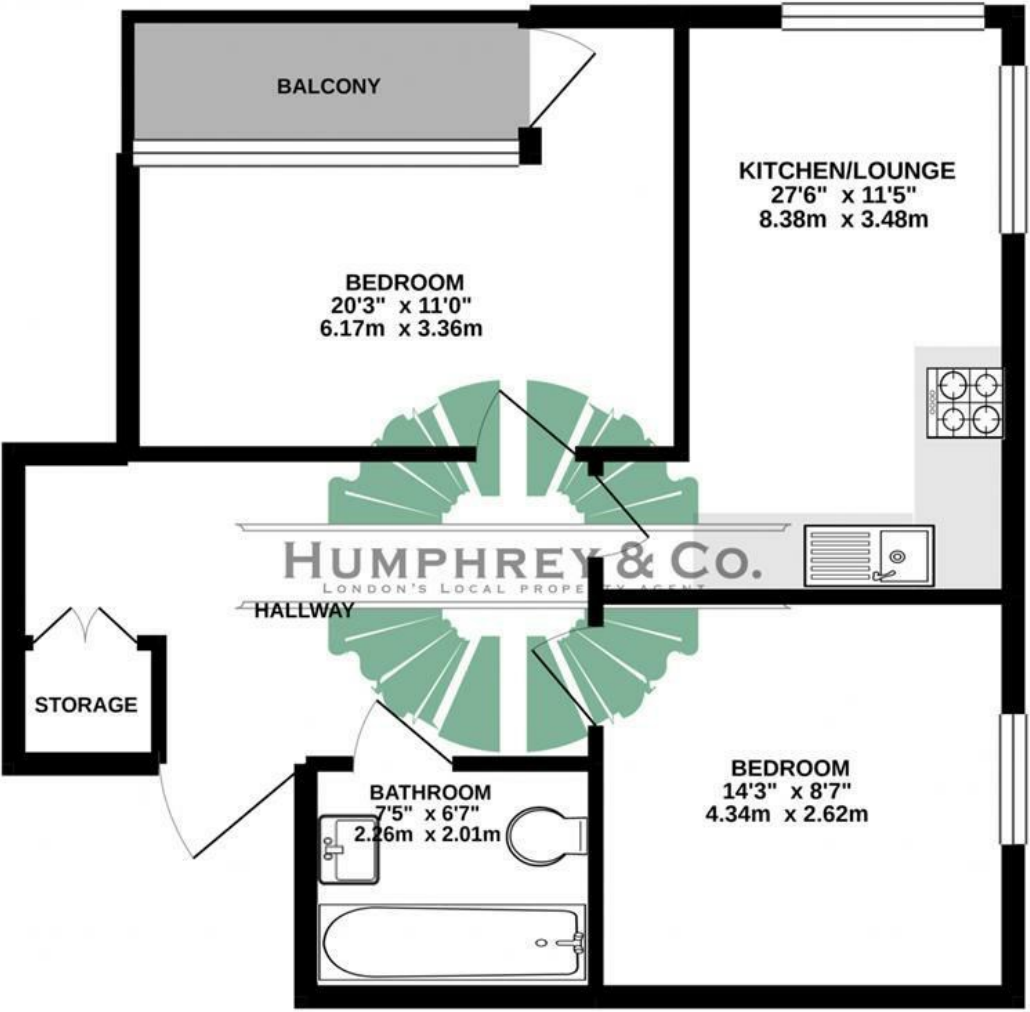 BALCONY
KITCHEN/LOUNGE
27'6" x 11'5"
8.38m x 3.48m
BEDROOM
20'3" x 11'0"
6.17m x 3.36m
HUMPHREY & CO.
LONDON'S LOCAL PROPERTY AGENT
HALLWAY
STORAGE
BEDROOM
14'3" x 8'7"
4.34m x 2.62m
BATHROOM
7'5" x 6'7"
2.26m x 2.01m